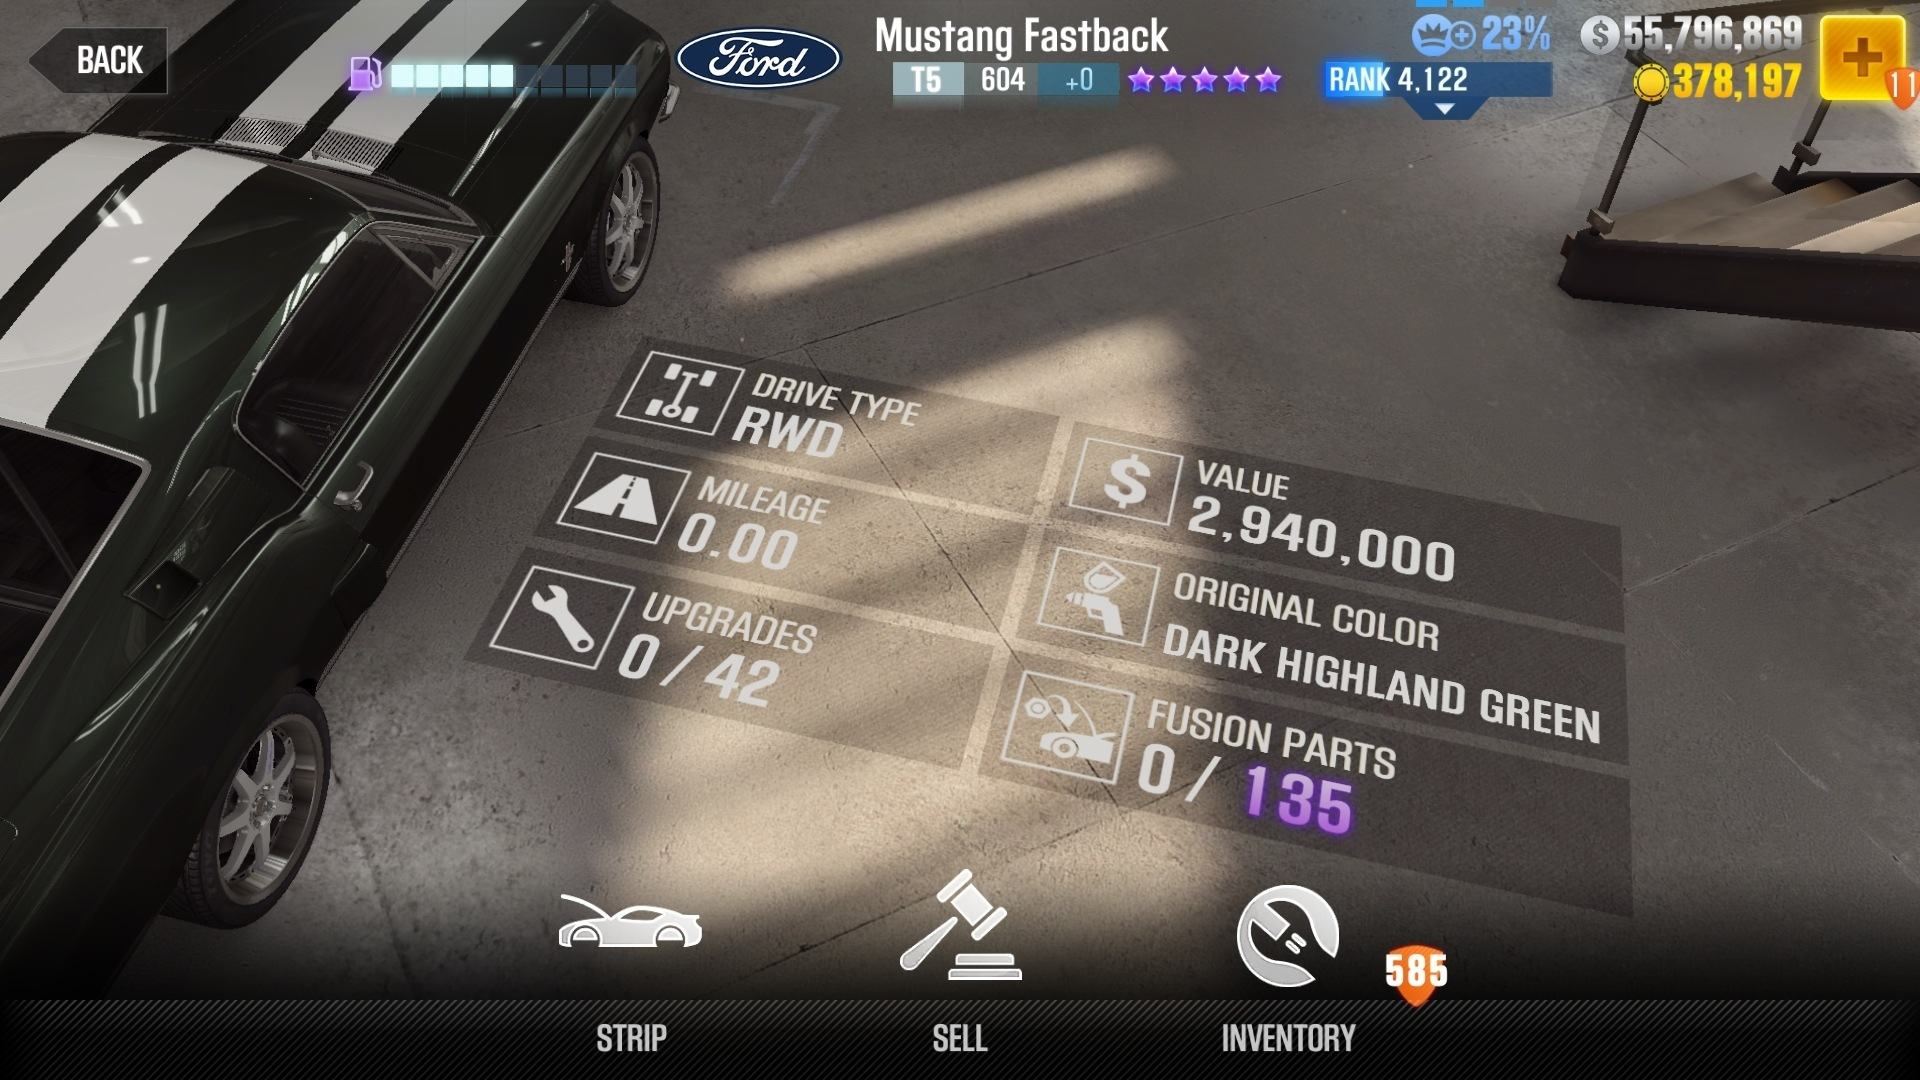 BACK
Ford
Mustang Fastback
T5 604 +0
23%
RANK 4,122
$ 55,796,869
378,197
11
DRIVE TYPE
RWD
MILEAGE
0.00
UPGRADES
0 / 42
$ VALUE
2,940,000
ORIGINAL COLOR
DARK HIGHLAND GREEN
FUSION PARTS
0 / 135
585
STRIP
SELL
INVENTORY